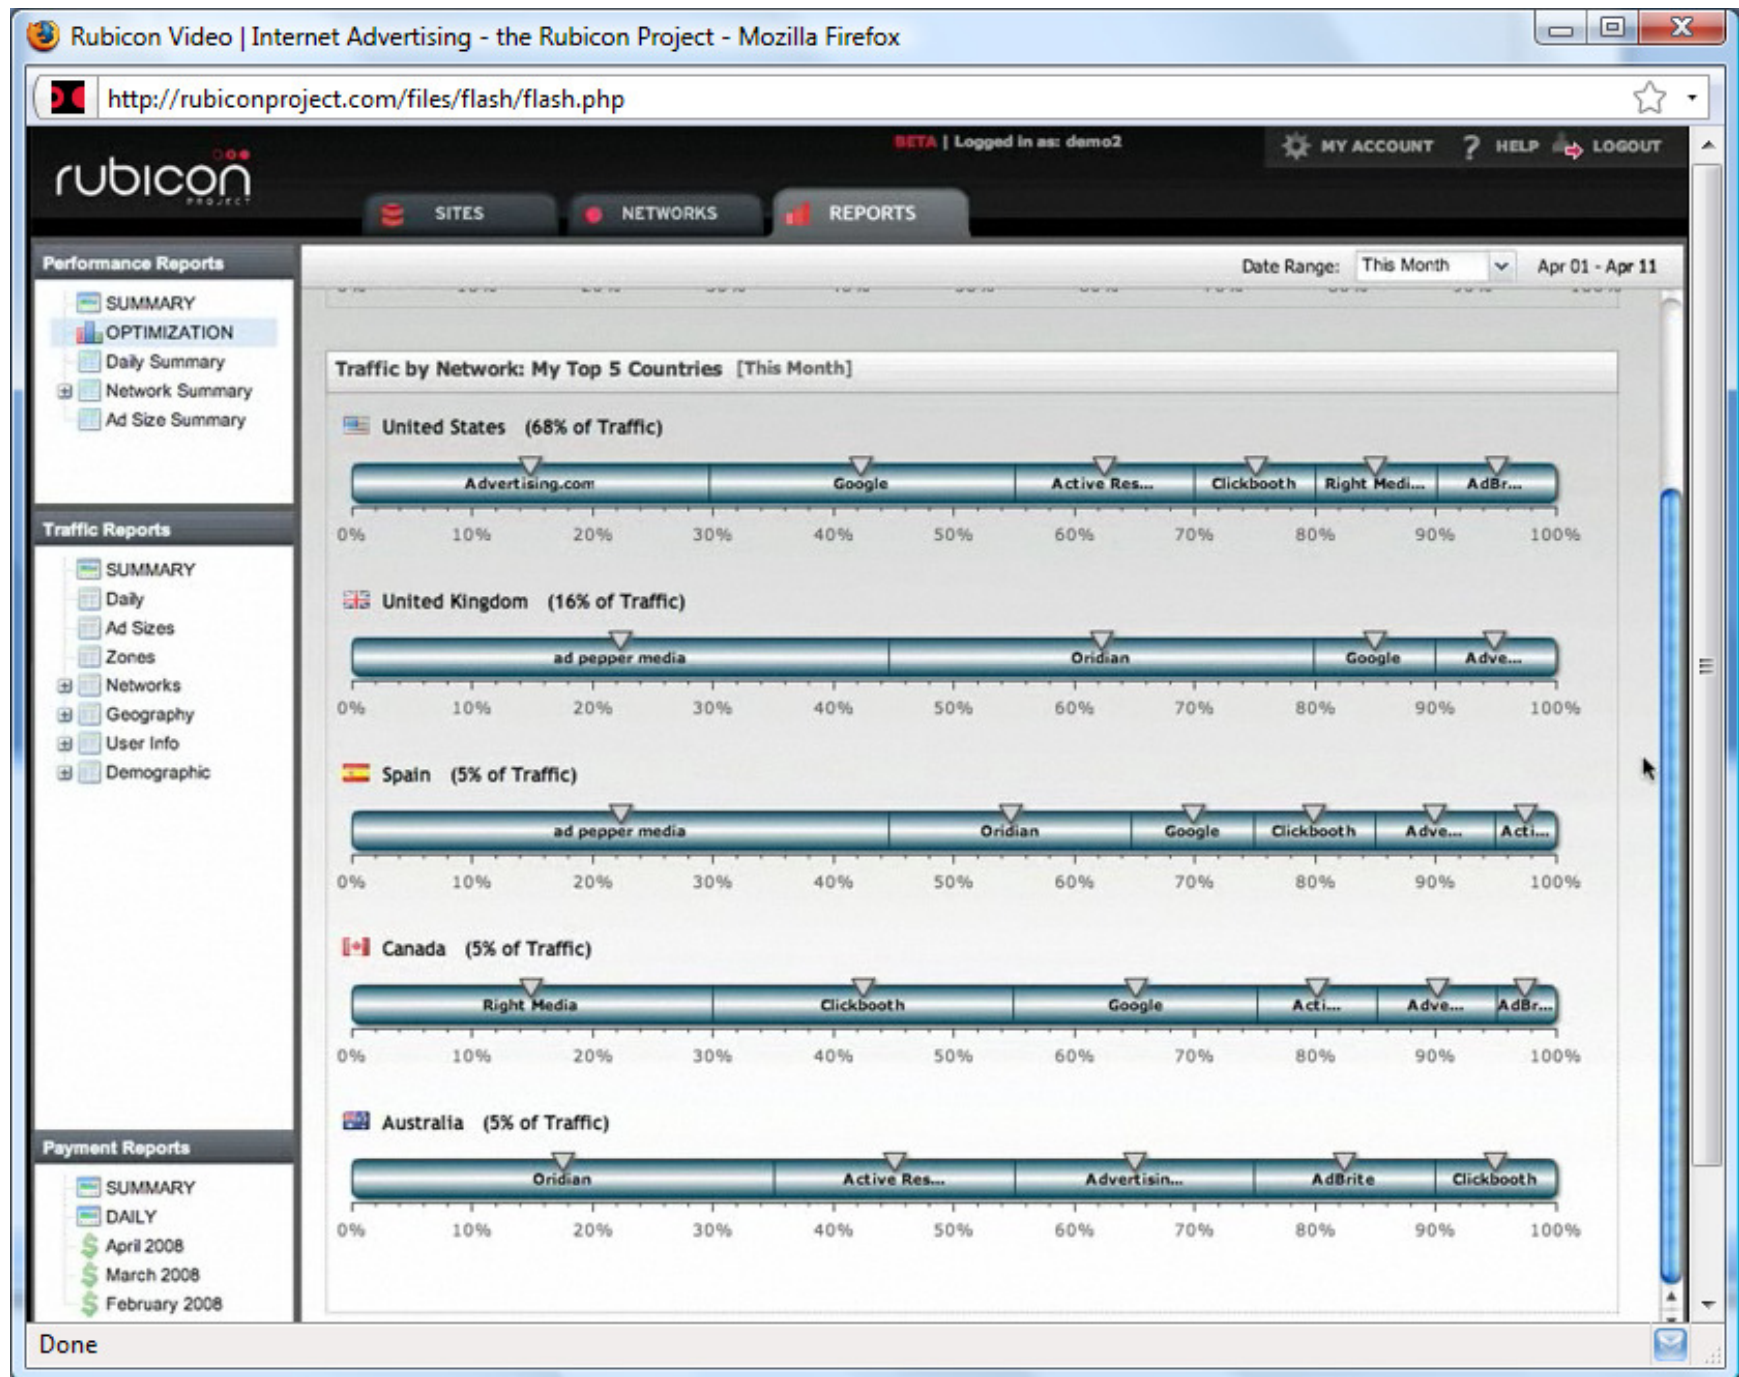 Rubicon Video | Internet Advertising - the Rubicon Project - Mozilla Firefox
http://rubiconproject.com/files/flash/flash.php
BETA | Logged in as: demo2
MY ACCOUNT ? HELP LOGOUT
rubicon
PROJECT
SITES NETWORKS REPORTS
Performance Reports
SUMMARY
OPTIMIZATION
Daily Summary
Network Summary
Ad Size Summary
Traffic Reports
SUMMARY
Daily
Ad Sizes
Zones
Networks
Geography
User Info
Demographic
Payment Reports
SUMMARY
DAILY
April 2008
March 2008
February 2008
Date Range: This Month Apr 01 - Apr 11
Traffic by Network: My Top 5 Countries [This Month]
United States (68% of Traffic)
Advertising.com Google Active Res... Clickbooth Right Medi... AdBr...
0% 10% 20% 30% 40% 50% 60% 70% 80% 90% 100%
United Kingdom (16% of Traffic)
ad pepper media Oridian Google Adve...
0% 10% 20% 30% 40% 50% 60% 70% 80% 90% 100%
Spain (5% of Traffic)
ad pepper media Oridian Google Clickbooth Adve... Acti...
0% 10% 20% 30% 40% 50% 60% 70% 80% 90% 100%
Canada (5% of Traffic)
Right Media Clickbooth Google Acti... Adve... AdBr...
0% 10% 20% 30% 40% 50% 60% 70% 80% 90% 100%
Australia (5% of Traffic)
Oridian Active Res... Advertisin... AdBrite Clickbooth
0% 10% 20% 30% 40% 50% 60% 70% 80% 90% 100%
Done